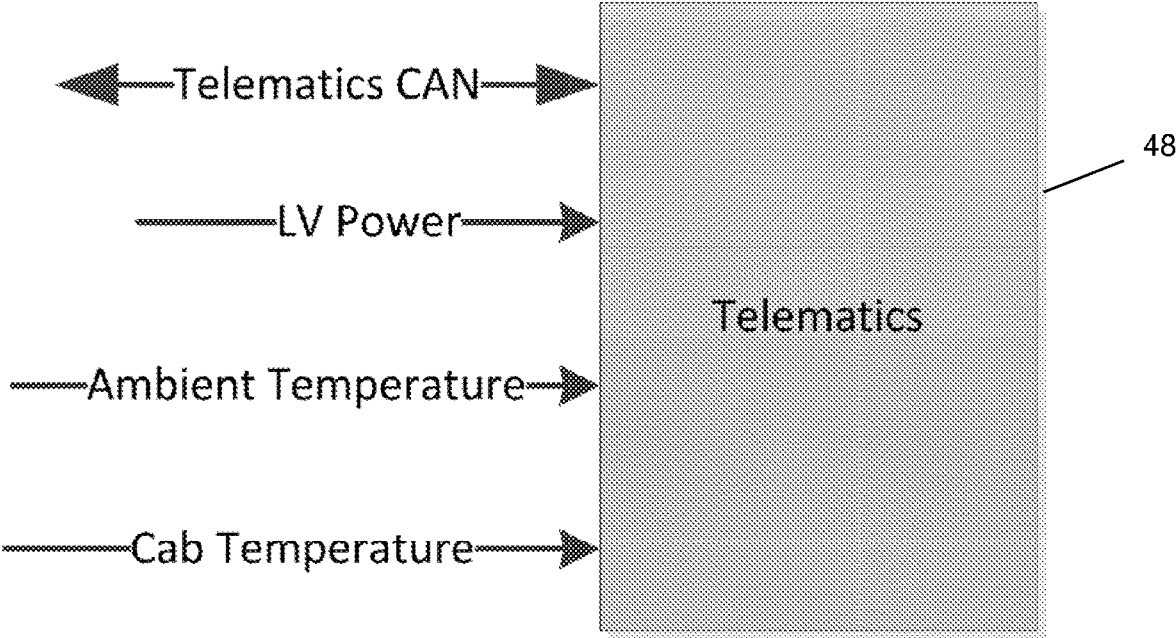 Telematics CAN
48
LV Power
Telematics
Ambient Temperature
Cab Temperature